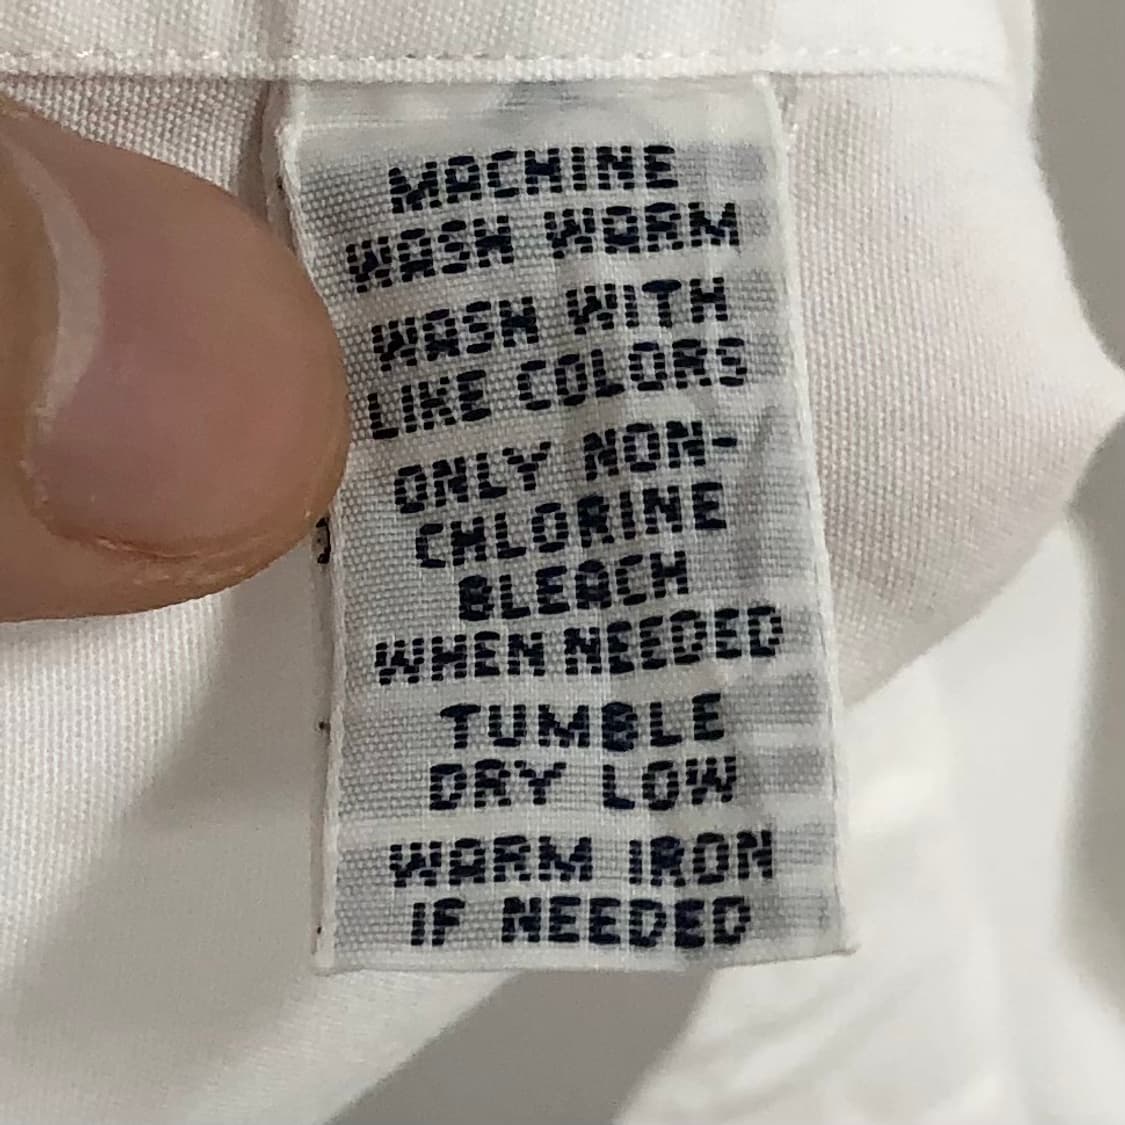 MACHINE
WASH WARM
WASH WITH
LIKE COLORS
ONLY NON-
CHLORINE
BLEACH
WHEN NEEDED
TUMBLE
DRY LOW
WARM IRON
IF NEEDED